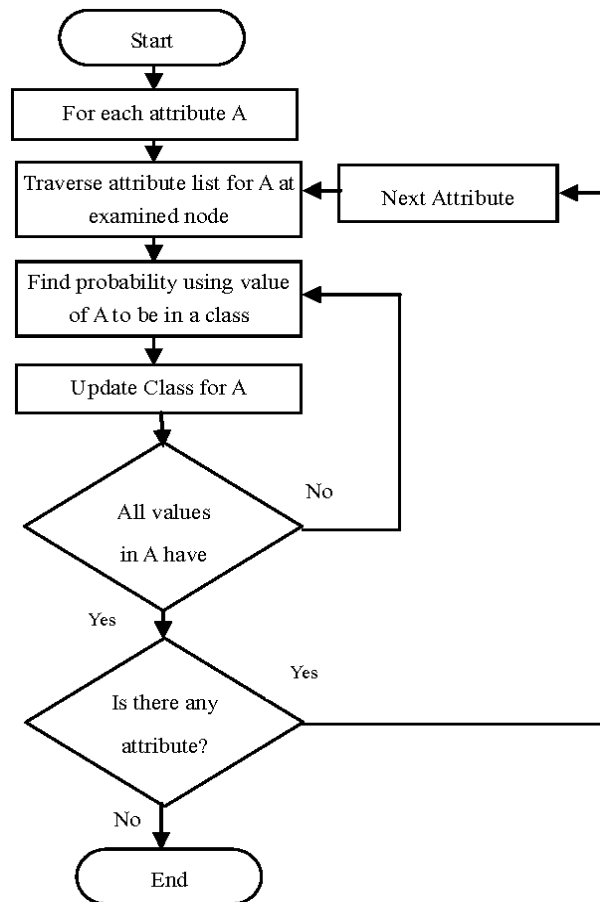 Start
For each attribute A
Traverse attribute list for A at
examined node
Next Attribute
Find probability using value
of A to be in a class
Update Class for A
No
All values
in A have
Yes
Yes
Is there any
attribute?
No
End